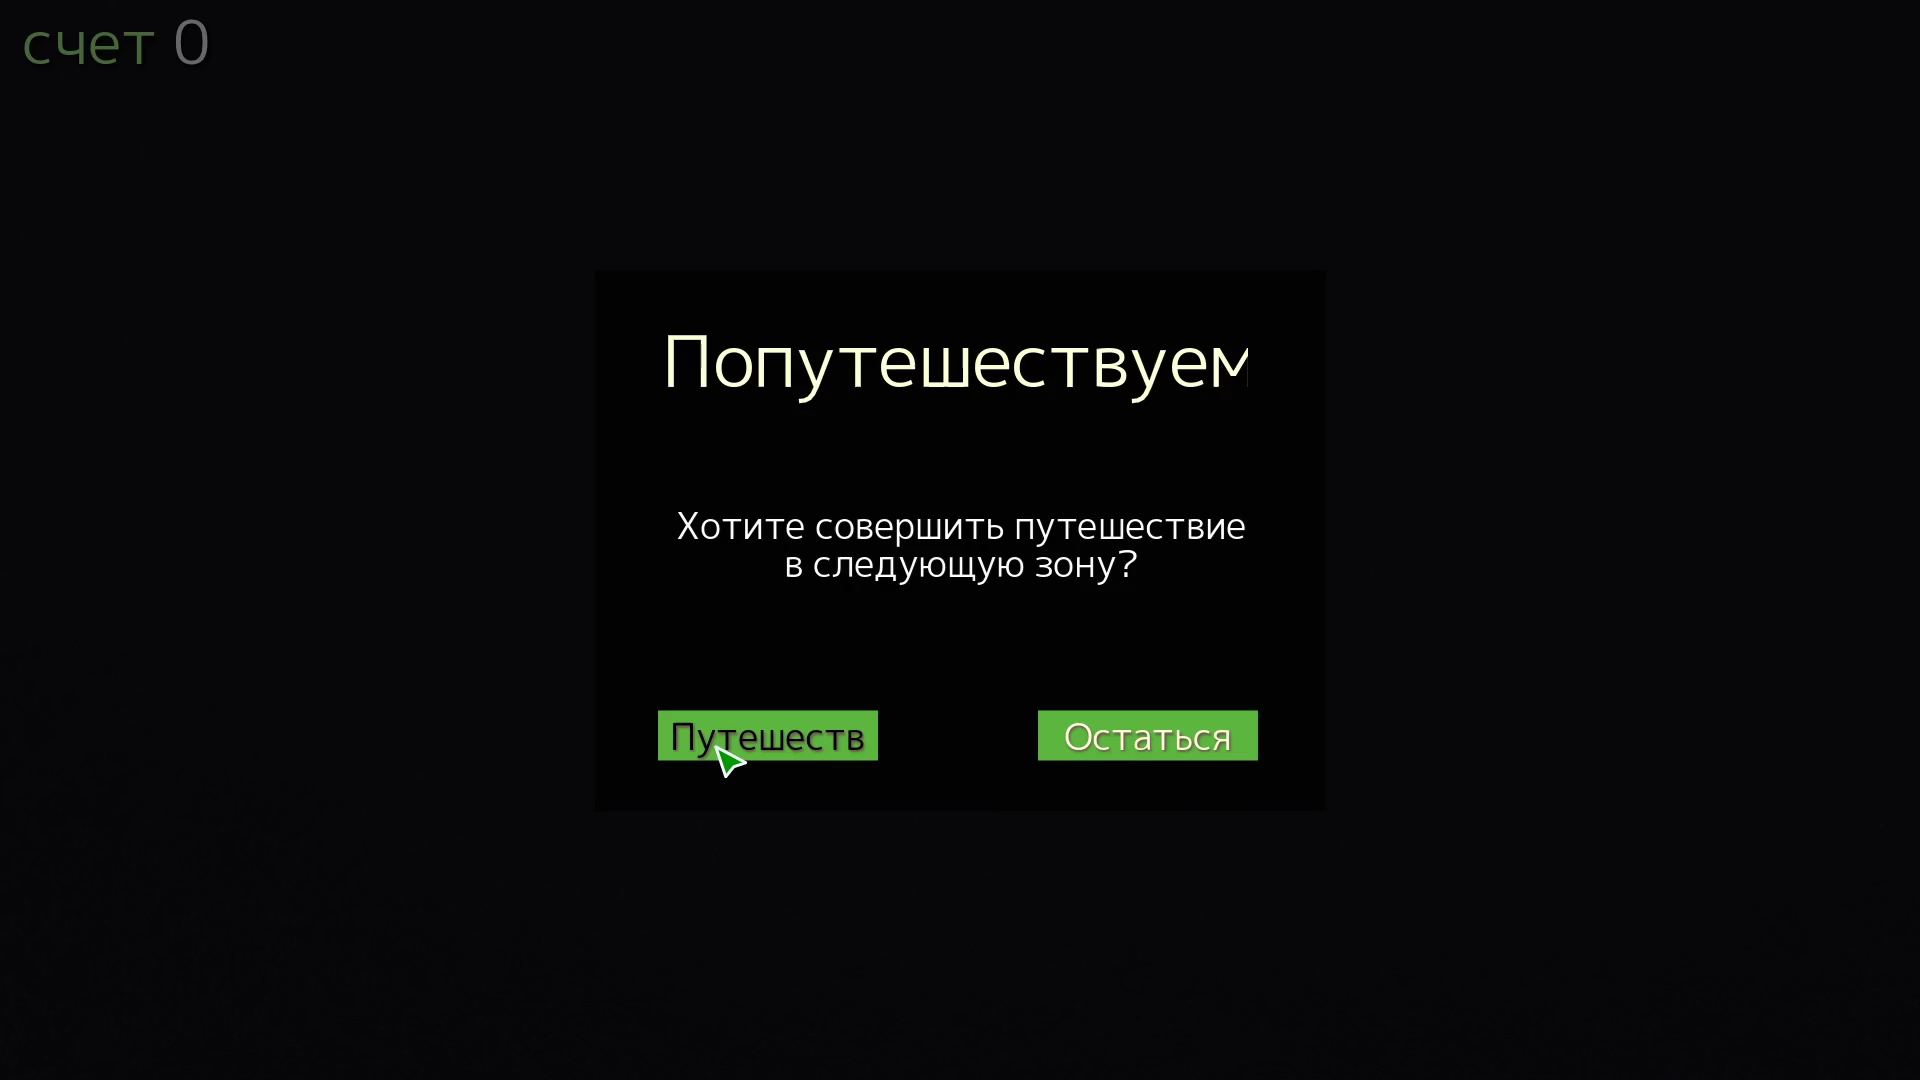 счет 0
Попутешествуем
Хотите совершить путешествие
в следующую зону?
Путешеств
Остаться